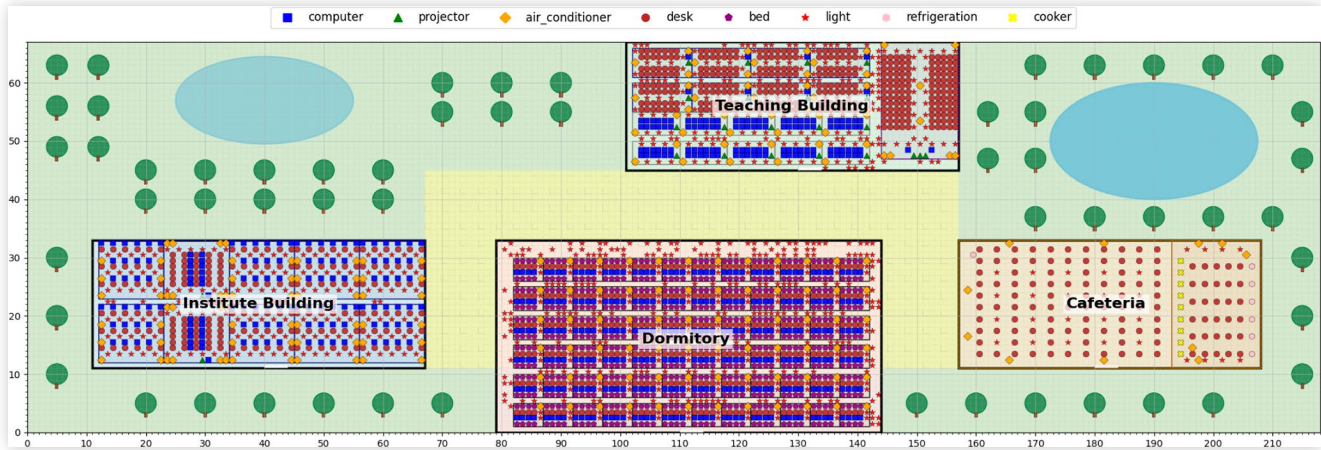 computer projector air_conditioner desk bed light refrigeration cooker
60
50
40
30
20
10
0
Teaching Building
Institute Building
Dormitory
Cafeteria
0 10 20 30 40 50 60 70 80 90 100 110 120 130 140 150 160 170 180 190 200 210